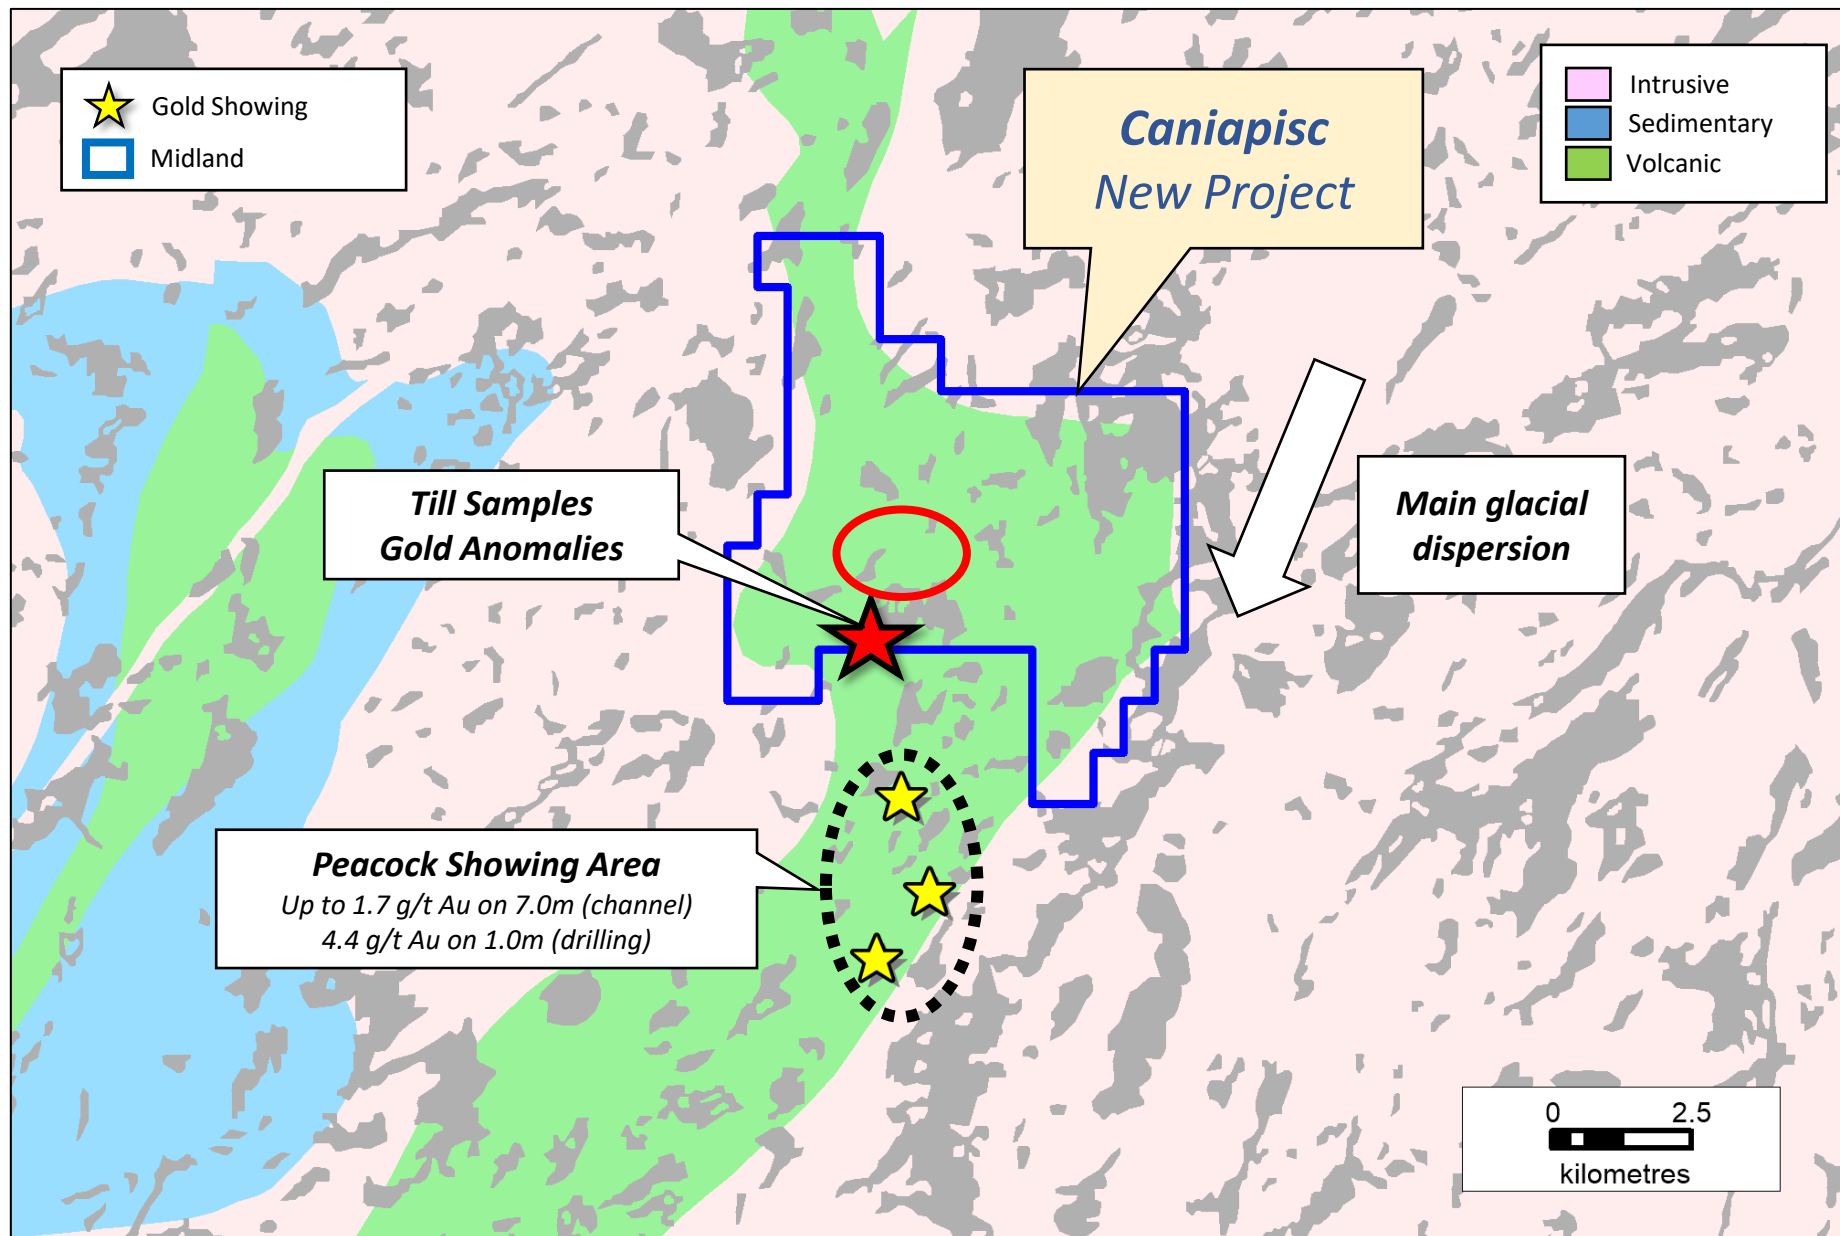 Gold Showing
Midland
Caniapisc
New Project
Intrusive
Sedimentary
Volcanic
Till Samples
Gold Anomalies
Main glacial
dispersion
Peacock Showing Area
Up to 1.7 g/t Au on 7.0m (channel)
4.4 g/t Au on 1.0m (drilling)
0 2.5
kilometres